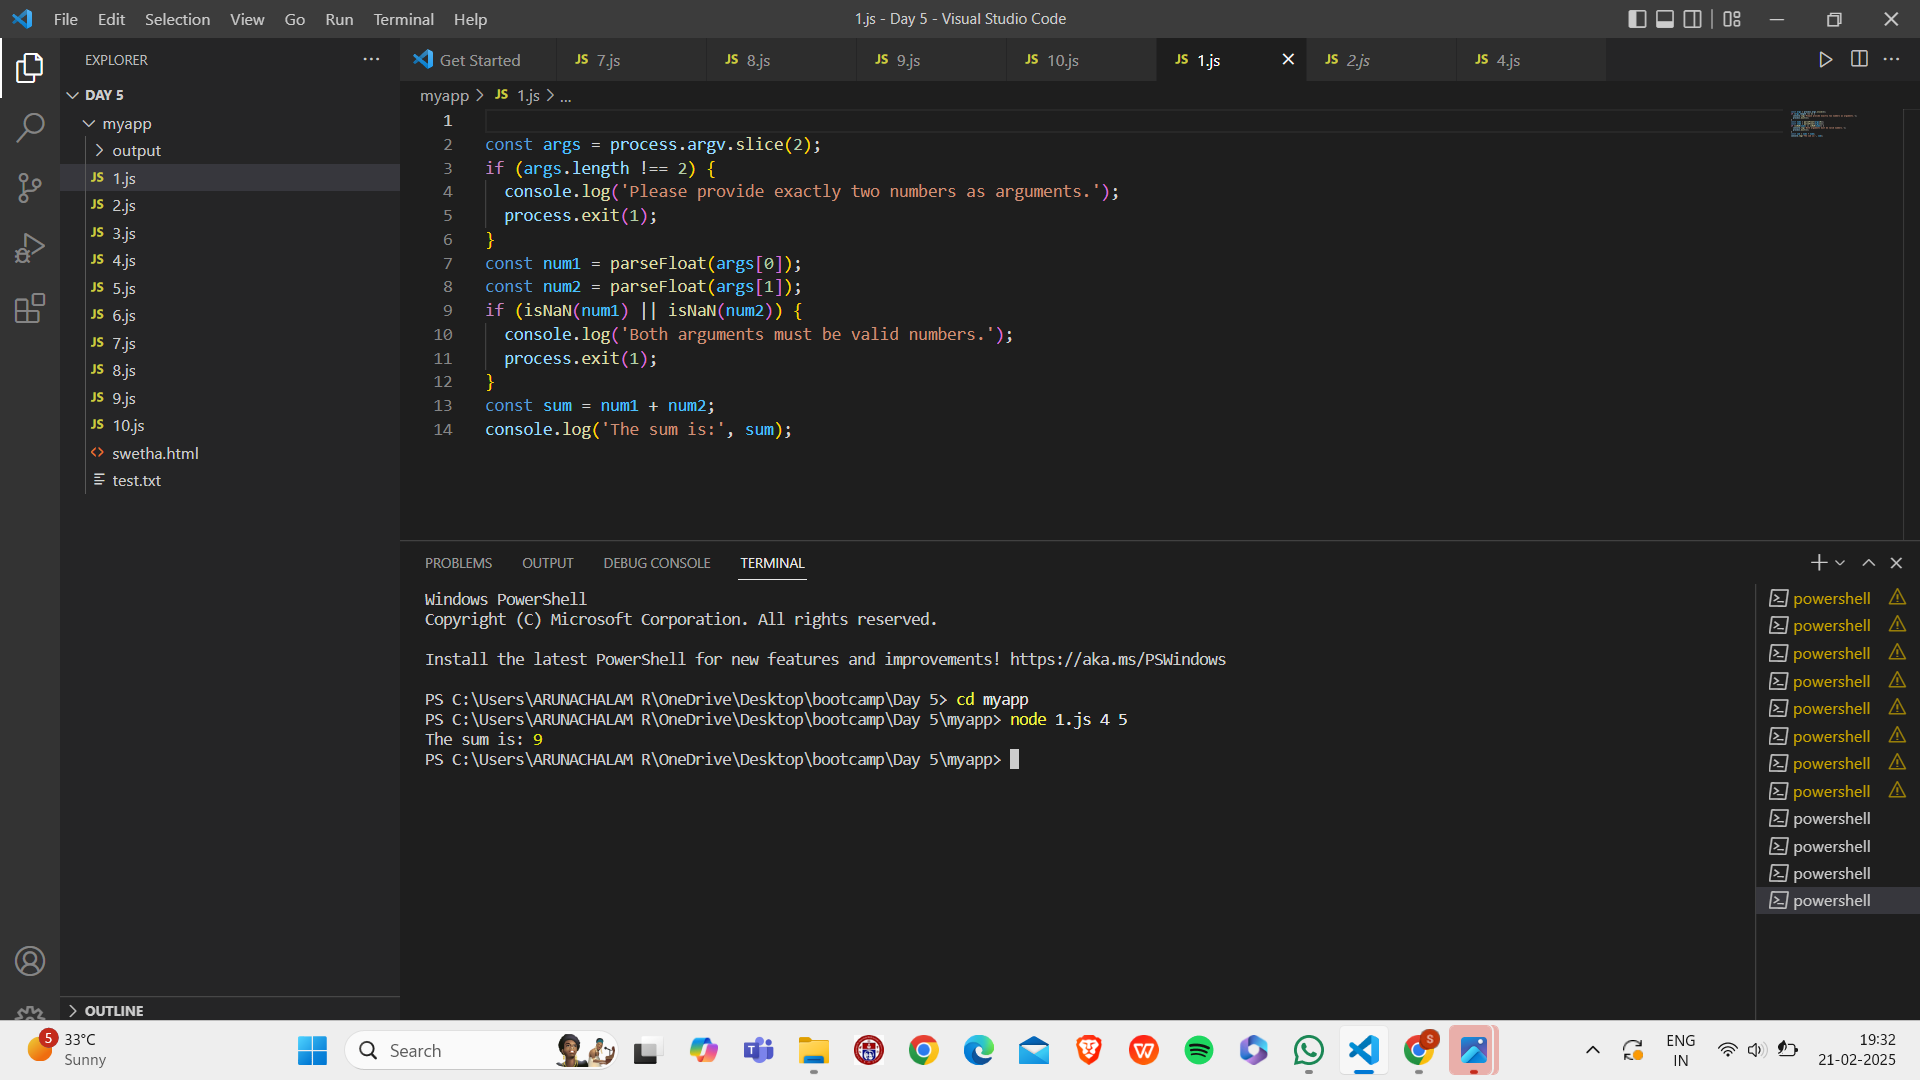 File Edit Selection View Go Run Terminal Help
1.js - Day 5 - Visual Studio Code
EXPLORER
DAY 5
myapp
output
JS 1.js
JS 2.js
JS 3.js
JS 4.js
JS 5.js
JS 6.js
JS 7.js
JS 8.js
JS 9.js
JS 10.js
swetha.html
test.txt
OUTLINE
Get Started JS 7.js JS 8.js JS 9.js JS 10.js JS 1.js JS 2.js JS 4.js
myapp > JS 1.js > ...
1
2 const args = process.argv.slice(2);
3 if (args.length !== 2) {
4 console.log('Please provide exactly two numbers as arguments.');
5 process.exit(1);
6 }
7 const num1 = parseFloat(args[0]);
8 const num2 = parseFloat(args[1]);
9 if (isNaN(num1) || isNaN(num2)) {
10 console.log('Both arguments must be valid numbers.');
11 process.exit(1);
12 }
13 const sum = num1 + num2;
14 console.log('The sum is:', sum);
PROBLEMS OUTPUT DEBUG CONSOLE TERMINAL
Windows PowerShell
Copyright (C) Microsoft Corporation. All rights reserved.
Install the latest PowerShell for new features and improvements! https://aka.ms/PSWindows
PS C:\Users\ARUNACHALAM R\OneDrive\Desktop\bootcamp\Day 5> cd myapp
PS C:\Users\ARUNACHALAM R\OneDrive\Desktop\bootcamp\Day 5\myapp> node 1.js 4 5
The sum is: 9
PS C:\Users\ARUNACHALAM R\OneDrive\Desktop\bootcamp\Day 5\myapp>
powershell
powershell
powershell
powershell
powershell
powershell
powershell
powershell
powershell
powershell
powershell
powershell
5
33°C
Sunny
Search
S
ENG
IN
19:32
21-02-2025